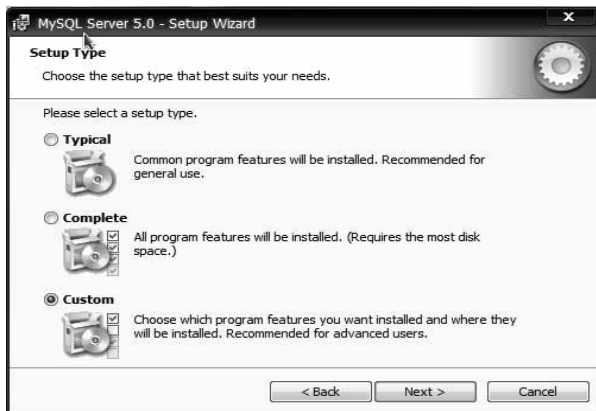 MySQL Server 5.0 - Setup Wizard
Setup Type
Choose the setup type that best suits your needs.
Please select a setup type.
Typical
Common program features will be installed. Recommended for
general use.
Complete
All program features will be installed. (Requires the most disk
space.)
Custom
Choose which program features you want installed and where they
will be installed. Recommended for advanced users.
< Back
Next >
Cancel